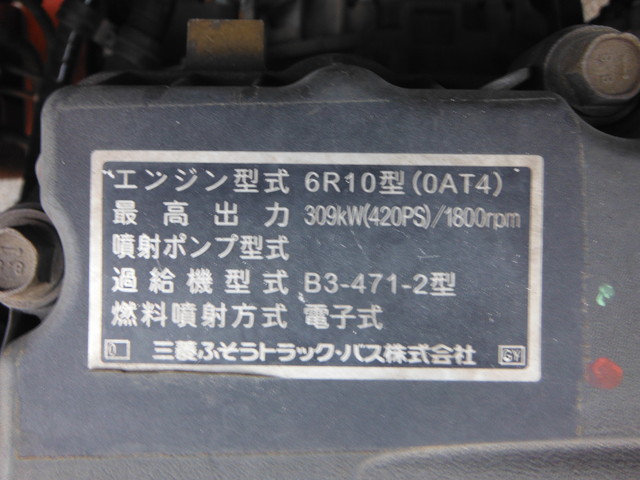 エンジン型式 6R10型(0AT4)
最高出力 309kW(420PS)/1800rpm
噴射ポンプ型式
過給機型式 B3-471-2型
燃料噴射方式 電子式
三菱ふそうトラック・バス株式会社